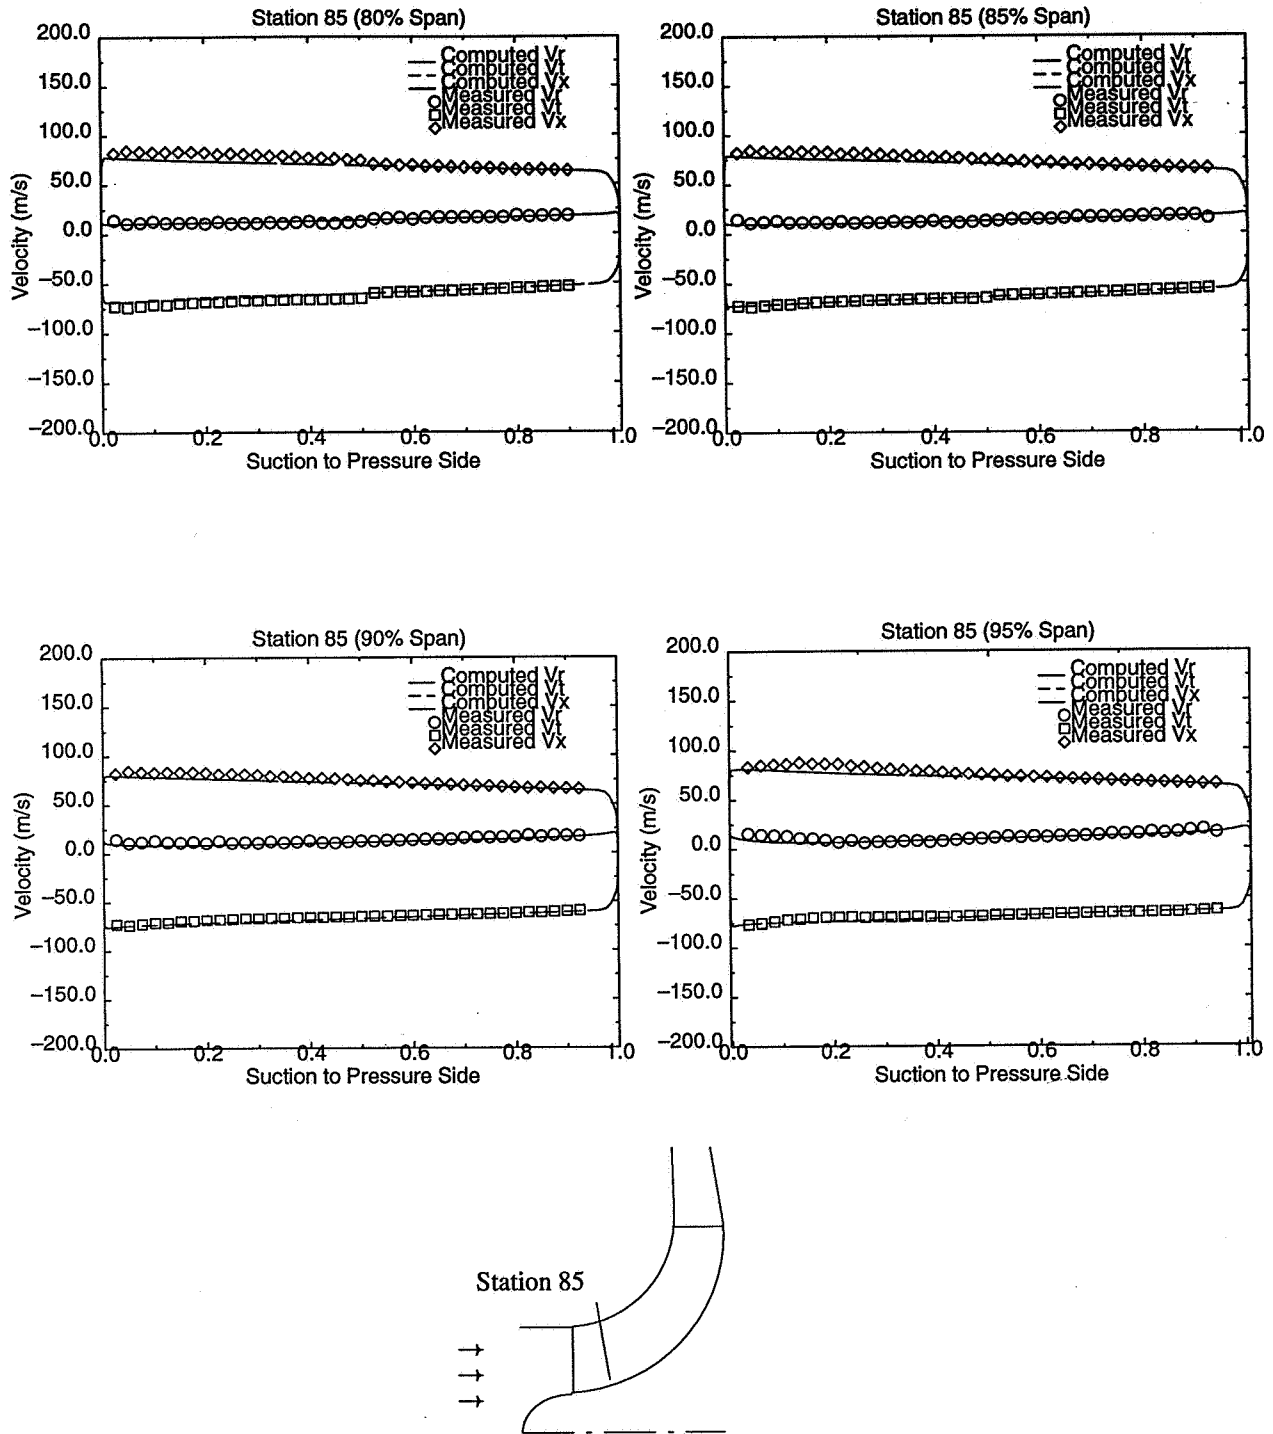 Station 85 (80% Span)
200.0
150.0
100.0
50.0
0.0
−50.0
−100.0
−150.0
−200.0
Velocity (m/s)
Computed Vr
Computed Vt
Computed Vx
Measured Vr
Measured Vt
Measured Vx
0.0 0.2 0.4 0.6 0.8 1.0
Suction to Pressure Side
Station 85 (85% Span)
200.0
150.0
100.0
50.0
0.0
−50.0
−100.0
−150.0
−200.0
Velocity (m/s)
Computed Vr
Computed Vt
Computed Vx
Measured Vr
Measured Vt
Measured Vx
0.0 0.2 0.4 0.6 0.8 1.0
Suction to Pressure Side
Station 85 (90% Span)
200.0
150.0
100.0
50.0
0.0
−50.0
−100.0
−150.0
−200.0
Velocity (m/s)
Computed Vr
Computed Vt
Computed Vx
Measured Vr
Measured Vt
Measured Vx
0.0 0.2 0.4 0.6 0.8 1.0
Suction to Pressure Side
Station 85 (95% Span)
200.0
150.0
100.0
50.0
0.0
−50.0
−100.0
−150.0
−200.0
Velocity (m/s)
Computed Vr
Computed Vt
Computed Vx
Measured Vr
Measured Vt
Measured Vx
0.0 0.2 0.4 0.6 0.8 1.0
Suction to Pressure Side
Station 85